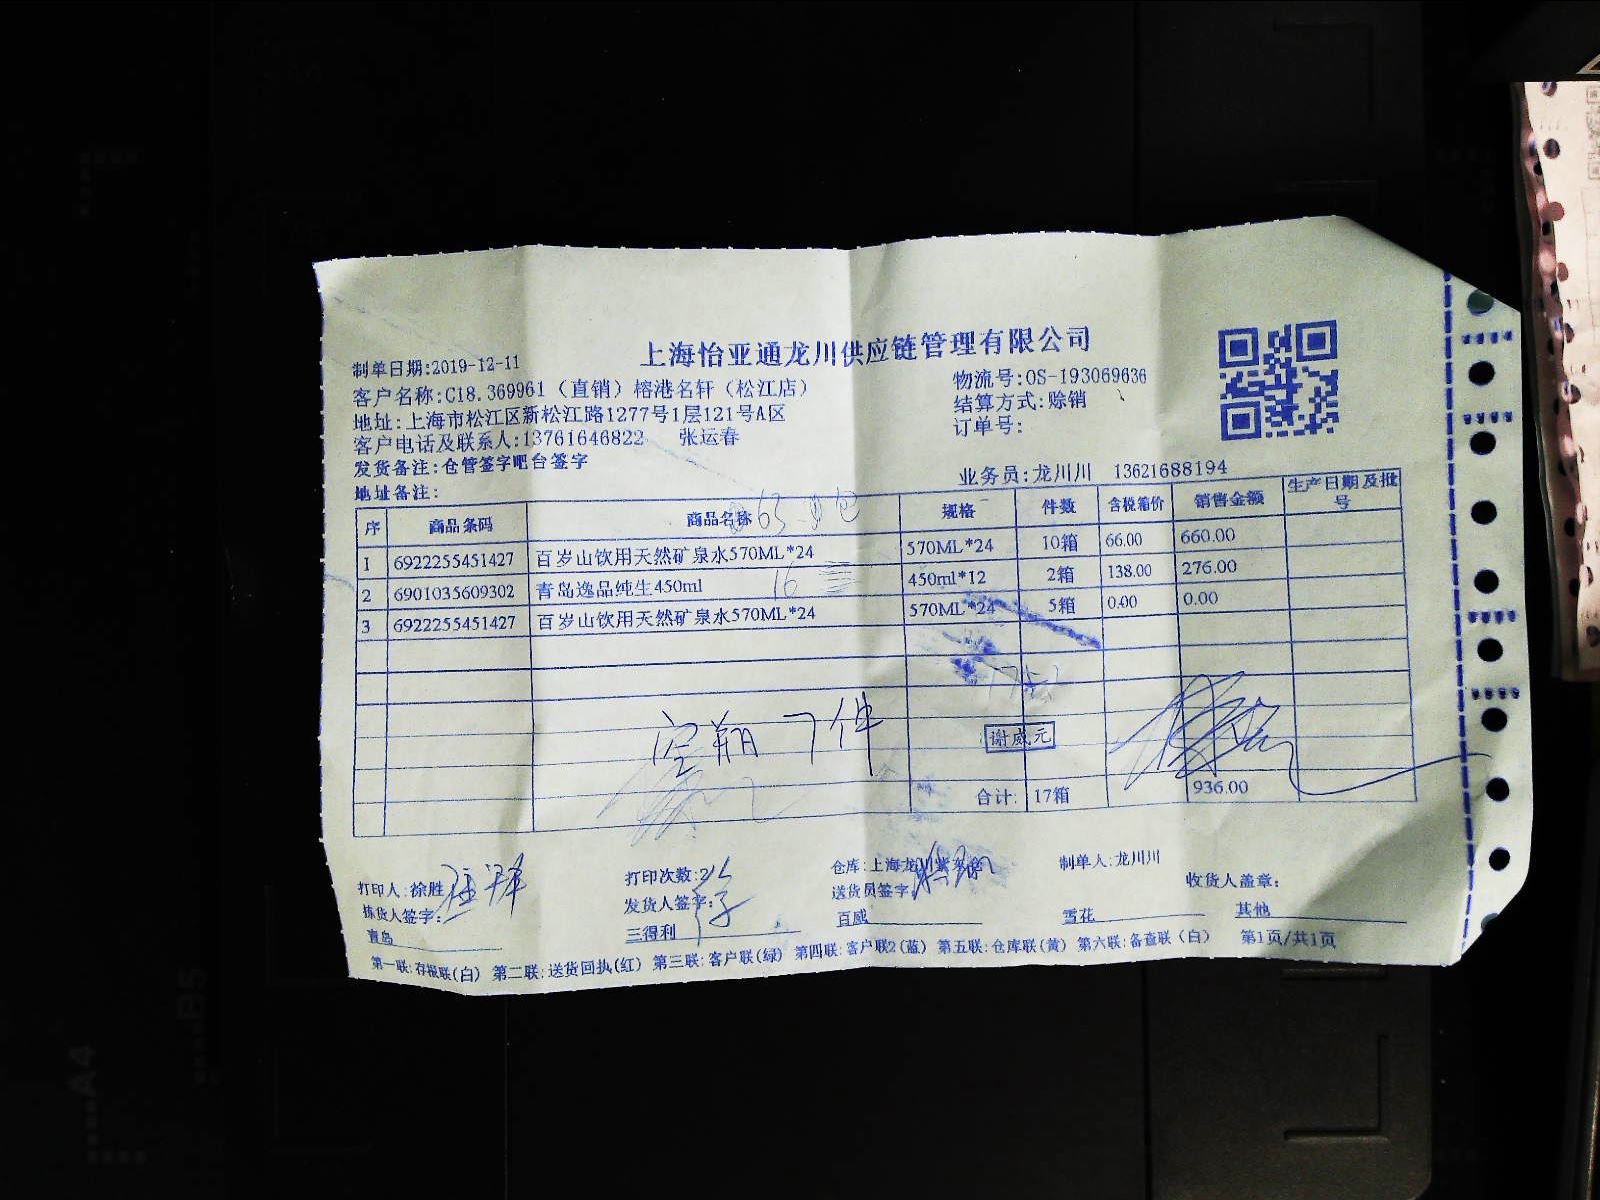 上海怡亚通龙川供应链管理有限公司
制单日期:2019-12-11
客户名称:C18.369961（直销）榕港名轩（松江店）
物流号:OS-193069636
地址:上海市松江区新松江路1277号1层121号A区
结算方式:赊销
客户电话及联系人:13761646822 张运春
订单号:
发货备注:仓管签字吧台签字
业务员:龙川川 13621688194
地址备注:
序 商品条码 商品名称 规格 件数 含税箱价 销售金额 生产日期及批号
63
1 6922255451427 百岁山饮用天然矿泉水570ML*24 570ML*24 10箱 66.00 660.00
2 6901035609302 青岛逸品纯生450ml 450ml*12 2箱 138.00 276.00
16
3 6922255451427 百岁山饮用天然矿泉水570ML*24 570ML*24 5箱 0.00 0.00
空瓶 7件
谢威元
合计: 17箱 936.00
打印人:徐胜 打印次数:2 仓库:上海龙川紫东仓 制单人:龙川川
拣货人签字: 发货人签字: 送货员签字: 收货人盖章:
青岛 三得利 百威 雪花 其他
第一联:存根联(白) 第二联:送货回执(红) 第三联:客户联(绿) 第四联:客户联2(蓝) 第五联:仓库联(黄) 第六联:备查联(白) 第1页/共1页
A4
B5